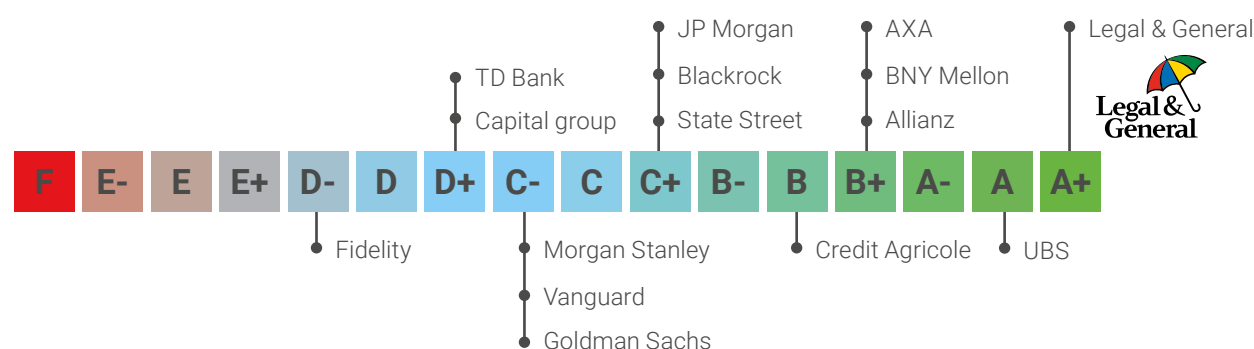 JP Morgan
AXA
Legal & General
TD Bank
Blackrock
BNY Mellon
Capital group
State Street
Allianz
Legal &
General
F E- E E+ D- D D+ C- C C+ B- B B+ A- A A+
Fidelity
Morgan Stanley
Credit Agricole
UBS
Vanguard
Goldman Sachs